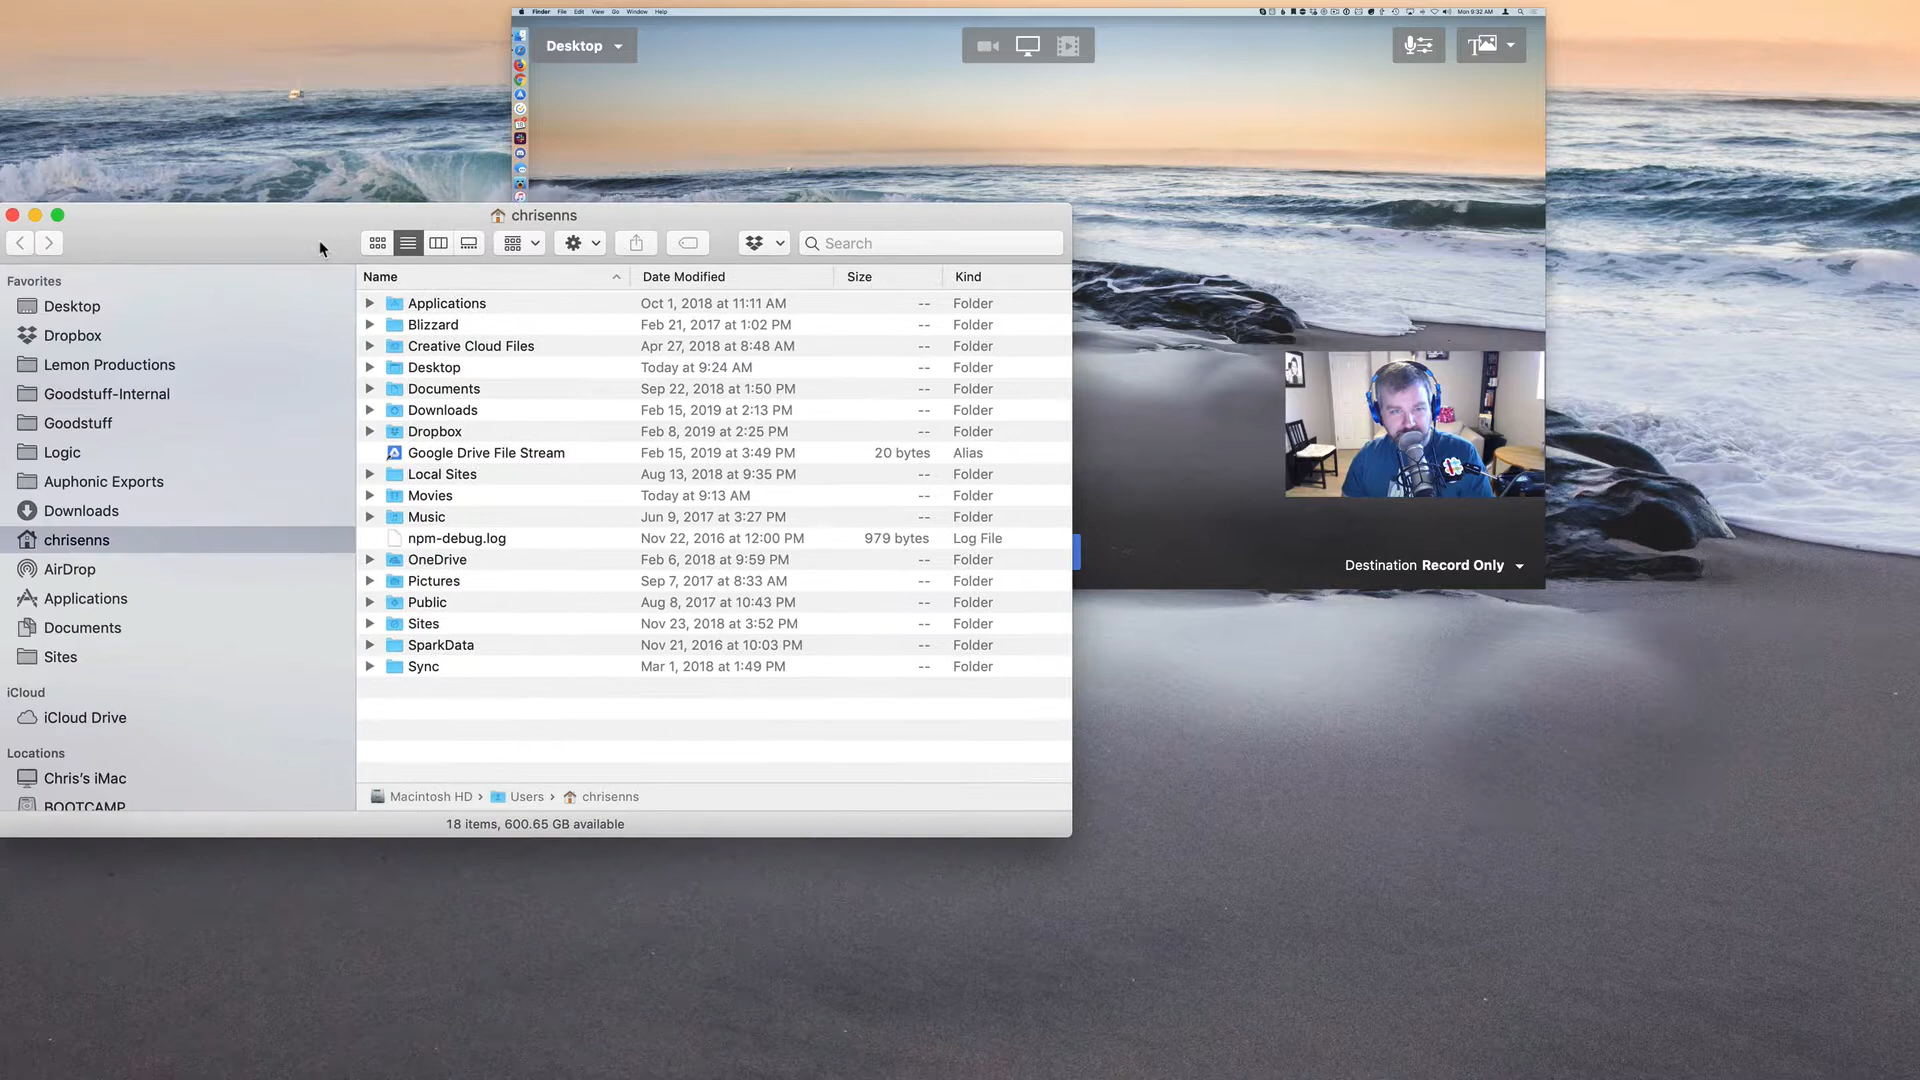 Finder File Edit View Go Window Help
Mon 9:32 AM
Desktop
chrisenns
Search
Favorites
Desktop
Dropbox
Lemon Productions
Goodstuff-Internal
Goodstuff
Logic
Auphonic Exports
Downloads
chrisenns
AirDrop
Applications
Documents
Sites
iCloud
iCloud Drive
Locations
Chris's iMac
BOOTCAMP
Name Date Modified Size Kind
Applications Oct 1, 2018 at 11:11 AM -- Folder
Blizzard Feb 21, 2017 at 1:02 PM -- Folder
Creative Cloud Files Apr 27, 2018 at 8:48 AM -- Folder
Desktop Today at 9:24 AM -- Folder
Documents Sep 22, 2018 at 1:50 PM -- Folder
Downloads Feb 15, 2019 at 2:13 PM -- Folder
Dropbox Feb 8, 2019 at 2:25 PM -- Folder
Google Drive File Stream Feb 15, 2019 at 3:49 PM 20 bytes Alias
Local Sites Aug 13, 2018 at 9:35 PM -- Folder
Movies Today at 9:13 AM -- Folder
Music Jun 9, 2017 at 3:27 PM -- Folder
npm-debug.log Nov 22, 2016 at 12:00 PM 979 bytes Log File
OneDrive Feb 6, 2018 at 9:59 PM -- Folder
Pictures Sep 7, 2017 at 8:33 AM -- Folder
Public Aug 8, 2017 at 10:43 PM -- Folder
Sites Nov 23, 2018 at 3:52 PM -- Folder
SparkData Nov 21, 2016 at 10:03 PM -- Folder
Sync Mar 1, 2018 at 1:49 PM -- Folder
Macintosh HD › Users › chrisenns
18 items, 600.65 GB available
Destination Record Only